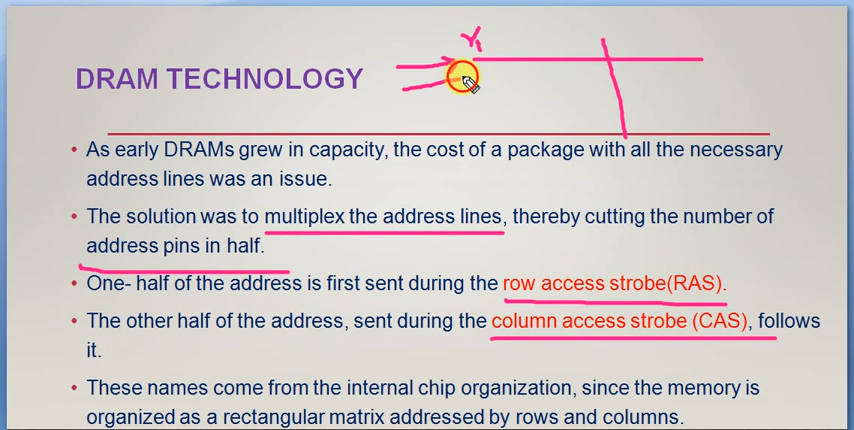 DRAM TECHNOLOGY
• As early DRAMs grew in capacity, the cost of a package with all the necessary
address lines was an issue.
• The solution was to multiplex the address lines, thereby cutting the number of
address pins in half.
• One- half of the address is first sent during the row access strobe(RAS).
• The other half of the address, sent during the column access strobe (CAS), follows
it.
• These names come from the internal chip organization, since the memory is
organized as a rectangular matrix addressed by rows and columns.